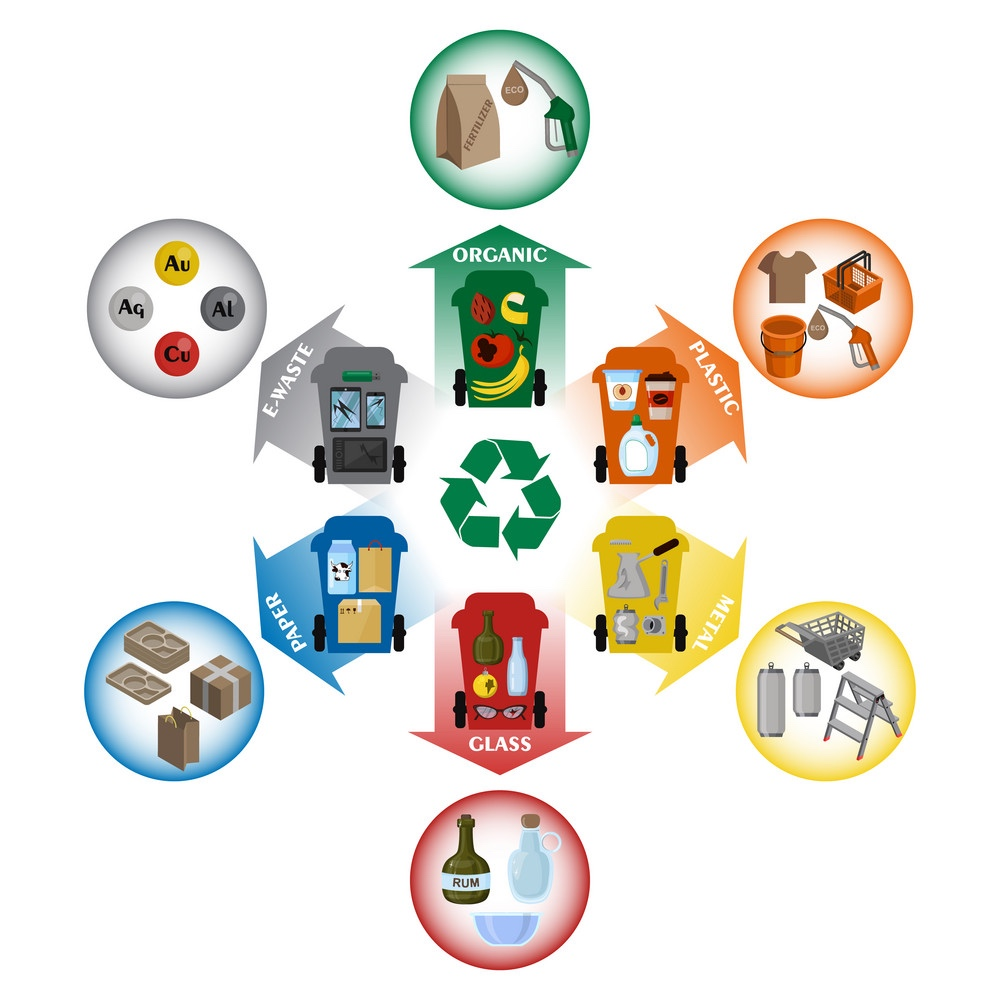 FERTILIZER
ECO
ORGANIC
Au
Ag
Al
Cu
E-WASTE
PLASTIC
ECO
PAPER
METAL
GLASS
RUM